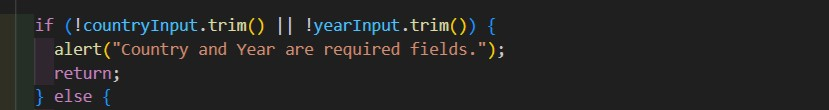 if (!countryInput.trim() || !yearInput.trim()) {
alert("Country and Year are required fields.");
return;
} else {